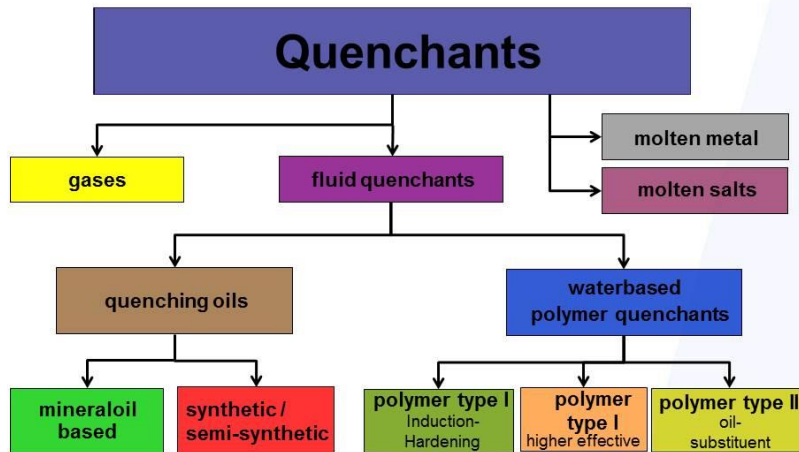 Quenchants
molten metal
gases
fluid quenchants
molten salts
quenching oils
waterbased
polymer quenchants
mineraloil
based
synthetic /
semi-synthetic
polymer type I
Induction-
Hardening
polymer
type I
higher effective
polymer type II
oil-
substituent